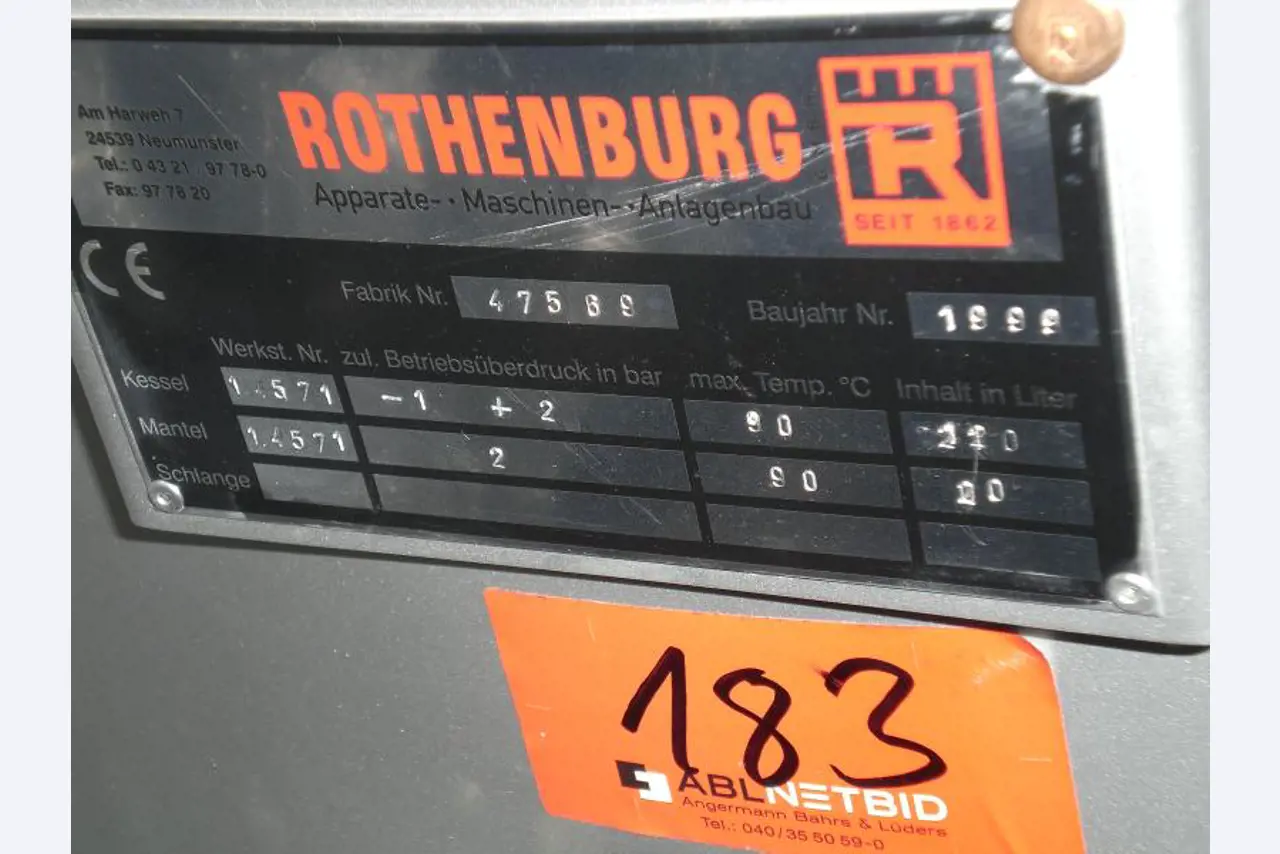 Am Harweh 7
24539 Neumunster
Tel.: 0 43 21 97 78-0
Fax: 97 78 20
ROTHENBURG
Apparate- · Maschinen- · Anlagenbau
R
SEIT 1862
CE
Fabrik Nr. 47569
Baujahr Nr. 1999
Werkst. Nr. zul. Betriebsüberdruck in bar max. Temp. °C Inhalt in Liter
Kessel 1.4571 -1 + 2 90
Mantel 1.4571 2 90
Schlange
183
ABLNETBID
Angermann Bahrs & Lüders
Tel.: 040/35 50 59-0